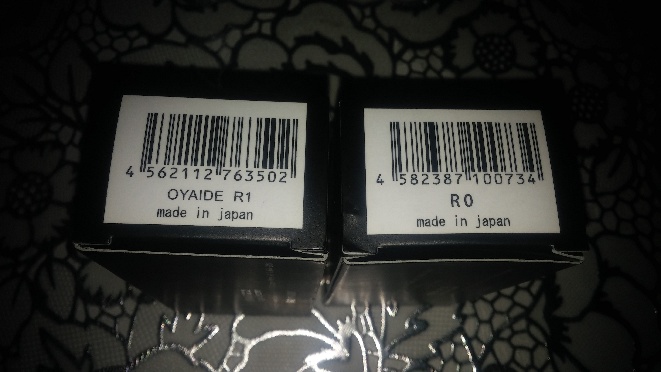 4 562112 763502
OYAIDE R1
made in japan
4 582387 100734
R0
made in japan